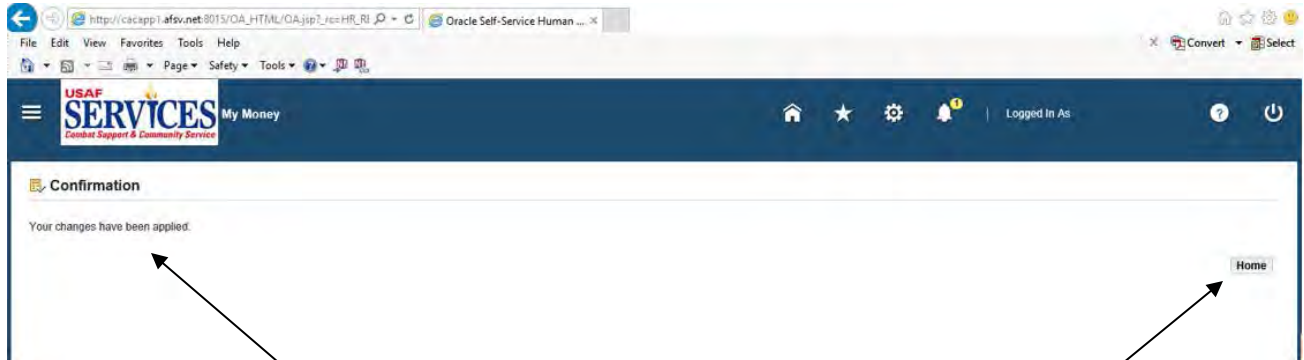 http://cacapp1.afsv.net:8015/OA_HTML/OA.jsp?_rc=HR_RI
Oracle Self-Service Human ...
File Edit View Favorites Tools Help
Convert Select
Page Safety Tools
USAF
SERVICES
Combat Support & Community Service
My Money
1
Logged In As
?
Confirmation
Your changes have been applied.
Home